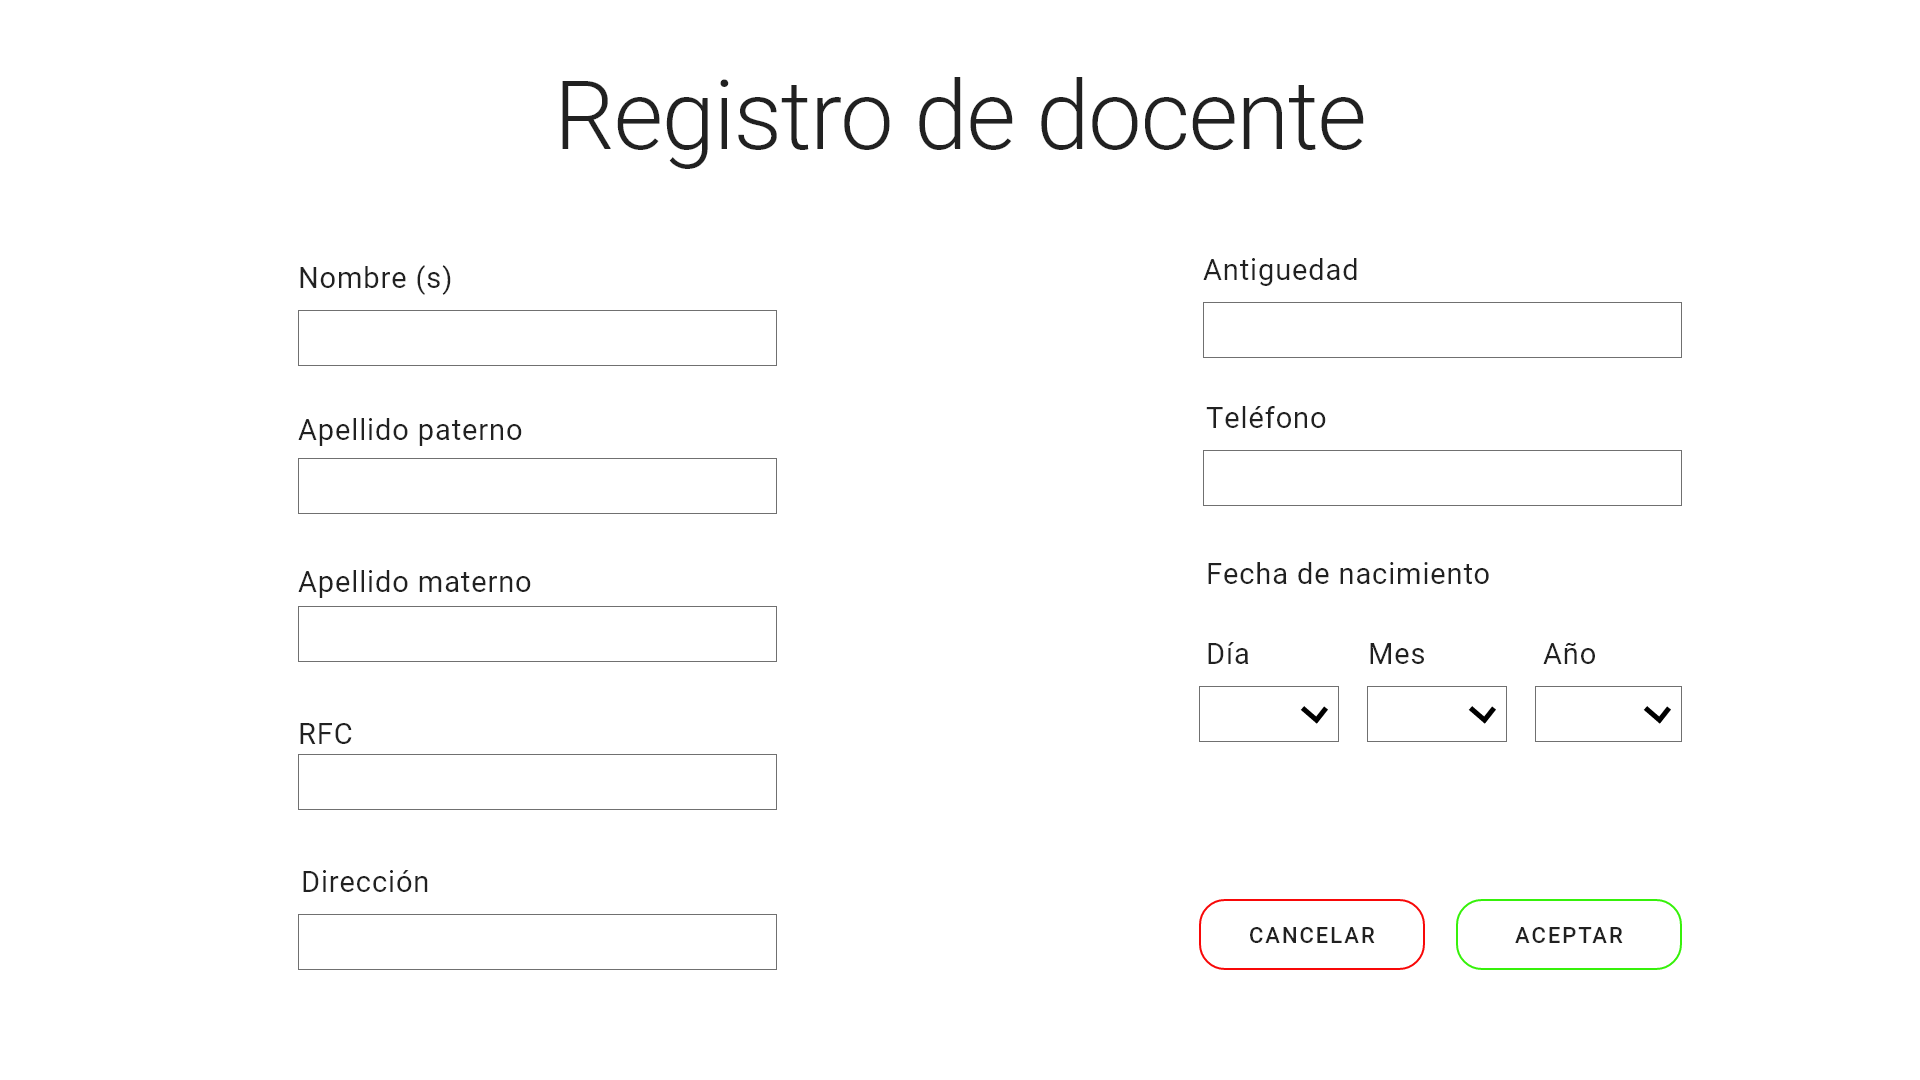 Registro de docente
Nombre (s)
Apellido paterno
Apellido materno
RFC
Dirección
Antiguedad
Teléfono
Fecha de nacimiento
Día Mes Año
CANCELAR ACEPTAR